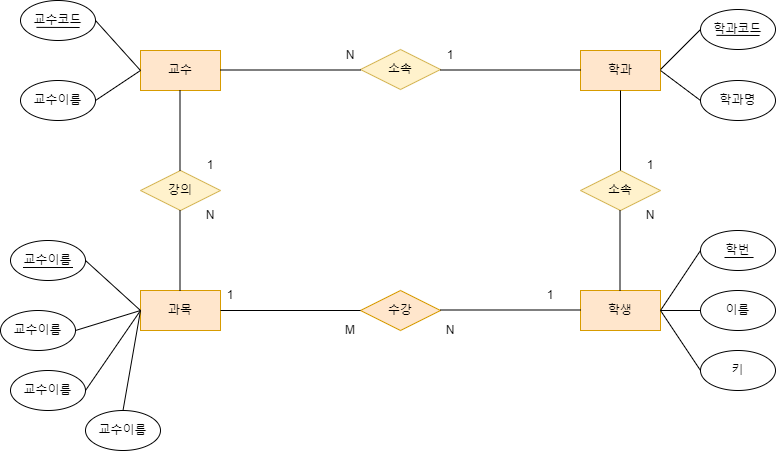 교수코드
학과코드
교수
N
소속
1
학과
교수이름
학과명
1
1
강의
소속
N
N
교수이름
학번
1
1
과목
수강
학생
이름
교수이름
M
N
교수이름
키
교수이름